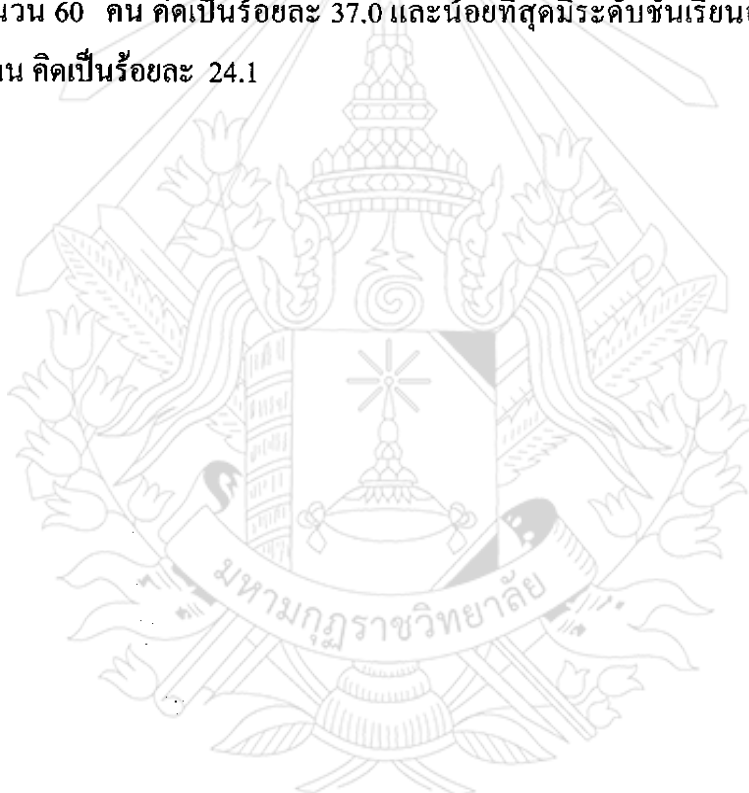 นวน 60 คน คิดเป็นร้อยละ 37.0 และน้อยที่สุดมีระดับชั้นเรียน
คิดเป็นร้อยละ 24.1
มหามกุฏราชวิทยาลัย